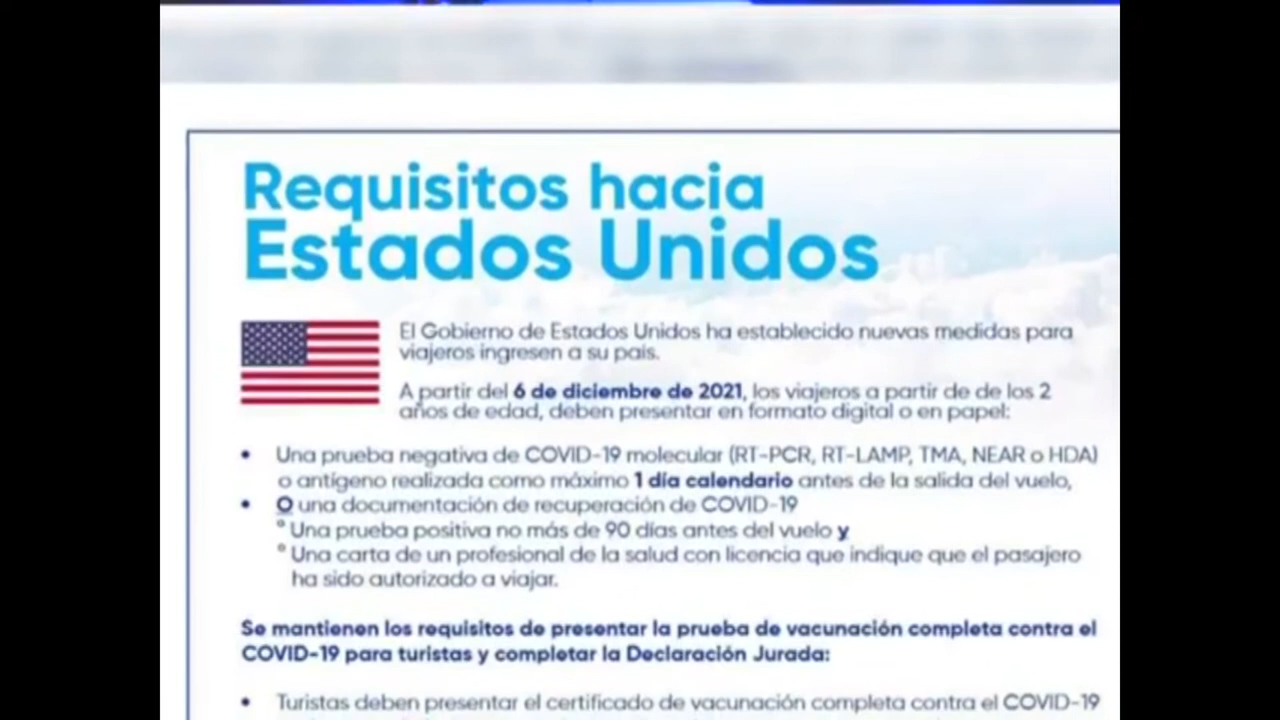 Requisitos hacia
Estados Unidos
El Gobierno de Estados Unidos ha establecido nuevas medidas para
viajeros ingresen a su país.
A partir del 6 de diciembre de 2021, los viajeros a partir de de los 2
años de edad, deben presentar en formato digital o en papel:
• Una prueba negativa de COVID-19 molecular (RT-PCR, RT-LAMP, TMA, NEAR o HDA)
o antígeno realizada como máximo 1 día calendario antes de la salida del vuelo,
• O una documentación de recuperación de COVID-19
° Una prueba positiva no más de 90 días antes del vuelo y
° Una carta de un profesional de la salud con licencia que indique que el pasajero
ha sido autorizado a viajar.
Se mantienen los requisitos de presentar la prueba de vacunación completa contra el
COVID-19 para turistas y completar la Declaración Jurada:
• Turistas deben presentar el certificado de vacunación completa contra el COVID-19